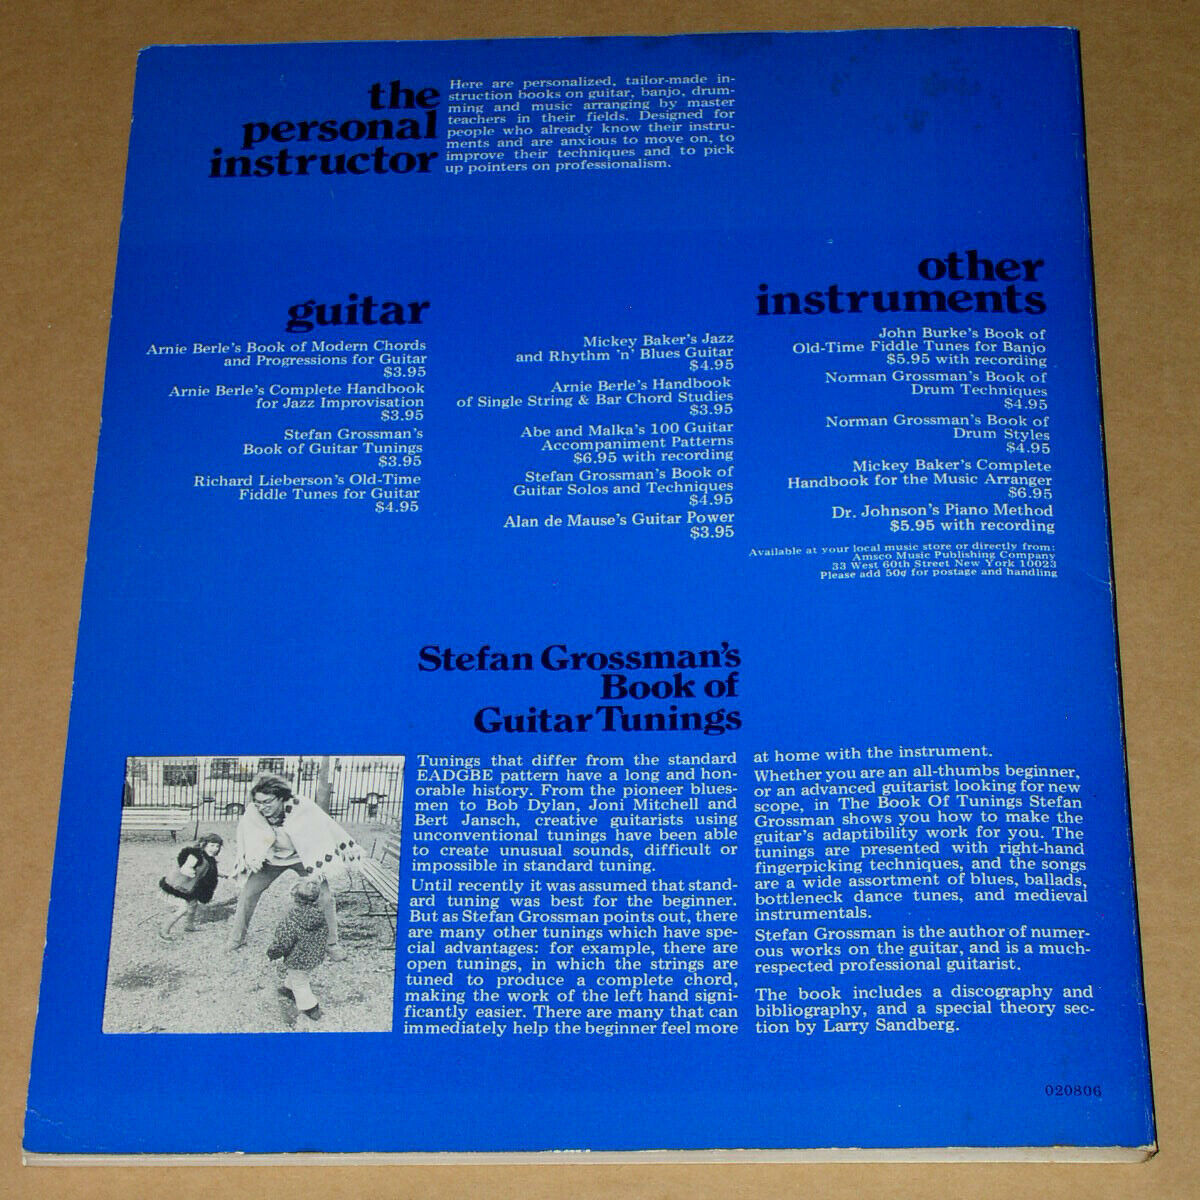 the
personal
instructor
Here are personalized, tailor-made in-
struction books on guitar, banjo, drum-
ming and music arranging by master
teachers in their fields. Designed for
people who already know their instru-
ments and are anxious to move on, to
improve their techniques and to pick
up pointers on professionalism.
guitar
Arnie Berle's Book of Modern Chords
and Progressions for Guitar
$3.95
Arnie Berle's Complete Handbook
for Jazz Improvisation
$3.95
Stefan Grossman's
Book of Guitar Tunings
$3.95
Richard Lieberson's Old-Time
Fiddle Tunes for Guitar
$4.95
Mickey Baker's Jazz
and Rhythm 'n' Blues Guitar
$4.95
Arnie Berle's Handbook
of Single String & Bar Chord Studies
$3.95
Abe and Malka's 100 Guitar
Accompaniment Patterns
$6.95 with recording
Stefan Grossman's Book of
Guitar Solos and Techniques
$4.95
Alan de Mause's Guitar Power
$3.95
other
instruments
John Burke's Book of
Old-Time Fiddle Tunes for Banjo
$5.95 with recording
Norman Grossman's Book of
Drum Techniques
$4.95
Norman Grossman's Book of
Drum Styles
$4.95
Mickey Baker's Complete
Handbook for the Music Arranger
$6.95
Dr. Johnson's Piano Method
$5.95 with recording
Available at your local music store or directly from:
Amsco Music Publishing Company
33 West 60th Street New York 10023
Please add 50¢ for postage and handling
Stefan Grossman's
Book of
Guitar Tunings
Tunings that differ from the standard
EADGBE pattern have a long and hon-
orable history. From the pioneer blues-
men to Bob Dylan, Joni Mitchell and
Bert Jansch, creative guitarists using
unconventional tunings have been able
to create unusual sounds, difficult or
impossible in standard tuning.
Until recently it was assumed that stand-
ard tuning was best for the beginner.
But as Stefan Grossman points out, there
are many other tunings which have spe-
cial advantages: for example, there are
open tunings, in which the strings are
tuned to produce a complete chord,
making the work of the left hand signi-
ficantly easier. There are many that can
immediately help the beginner feel more
at home with the instrument.
Whether you are an all-thumbs beginner,
or an advanced guitarist looking for new
scope, in The Book Of Tunings Stefan
Grossman shows you how to make the
guitar's adaptibility work for you. The
tunings are presented with right-hand
fingerpicking techniques, and the songs
are a wide assortment of blues, ballads,
bottleneck dance tunes, and medieval
instrumentals.
Stefan Grossman is the author of numer-
ous works on the guitar, and is a much-
respected professional guitarist.
The book includes a discography and
bibliography, and a special theory sec-
tion by Larry Sandberg.
020806